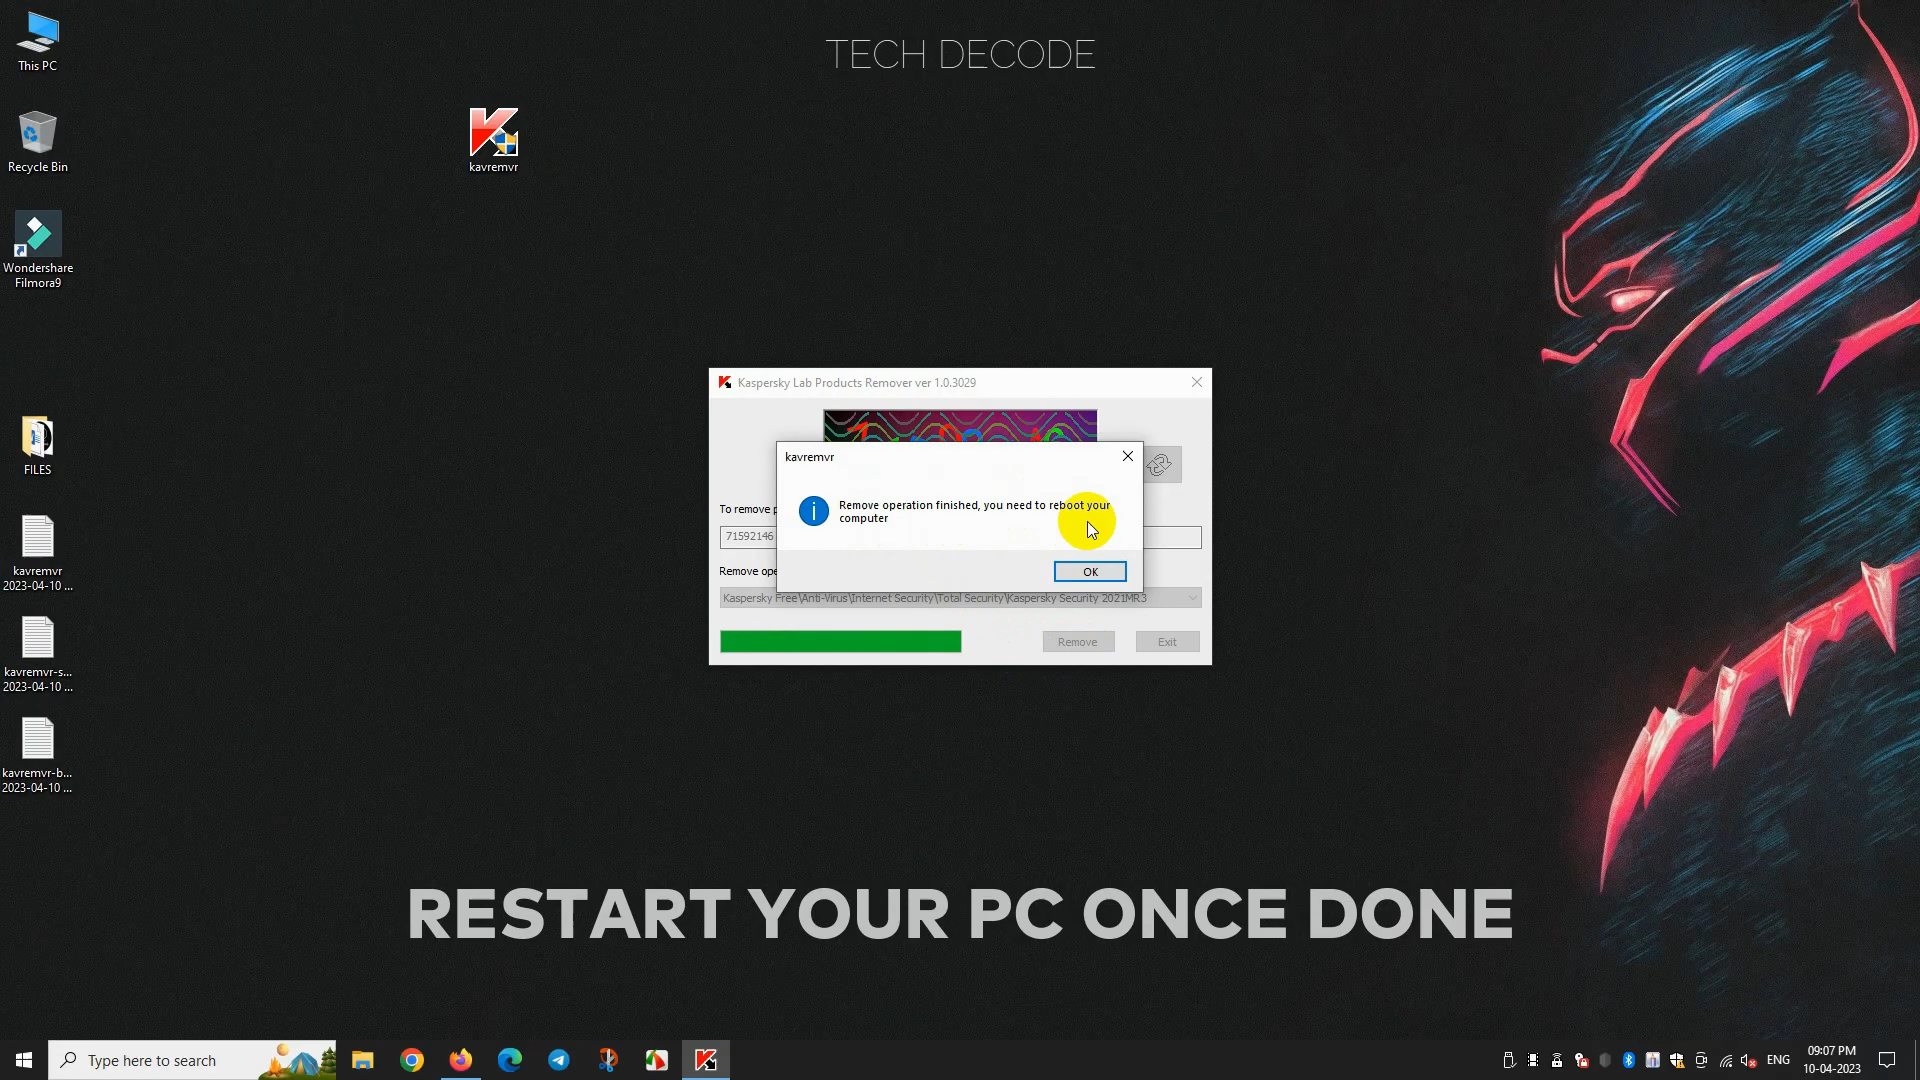 TECH DECODE
This PC
Recycle Bin
Wondershare
Filmora9
FILES
kavremvr
2023-04-10 ...
kavremvr-s...
2023-04-10 ...
kavremvr-b...
2023-04-10 ...
kavremvr
Kaspersky Lab Products Remover ver 1.0.3029
kavremvr
Remove operation finished, you need to reboot your
computer
OK
To remove p
71592146
Remove ope
Kaspersky Free\Anti-Virus\Internet Security\Total Security\Kaspersky Security 2021MR3
Remove
Exit
RESTART YOUR PC ONCE DONE
Type here to search
ENG
09:07 PM
10-04-2023